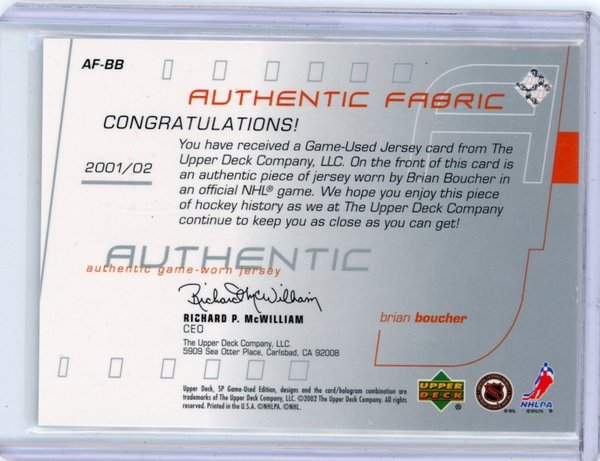 AF-BB
AUTHENTIC FABRIC
CONGRATULATIONS!
2001/02
You have received a Game-Used Jersey card from The
Upper Deck Company, LLC. On the front of this card is
an authentic piece of jersey worn by Brian Boucher in
an official NHL® game. We hope you enjoy this piece
of hockey history as we at The Upper Deck Company
continue to keep you as close as you can get!
AUTHENTIC
authentic game-worn jersey
Richard P. McWilliam
RICHARD P. McWILLIAM
CEO
brian boucher
The Upper Deck Company, LLC.
5909 Sea Otter Place, Carlsbad, CA 92008
Upper Deck, SP Game-Used Edition, designs and the card/hologram combination are
trademarks of The Upper Deck Company, LLC. ©2002 The Upper Deck Company. All rights
reserved. Printed in the U.S.A. ©NHLPA. ©NHL.
UPPER
DECK
®
© NHL
NHLPA
© NHLPA ®